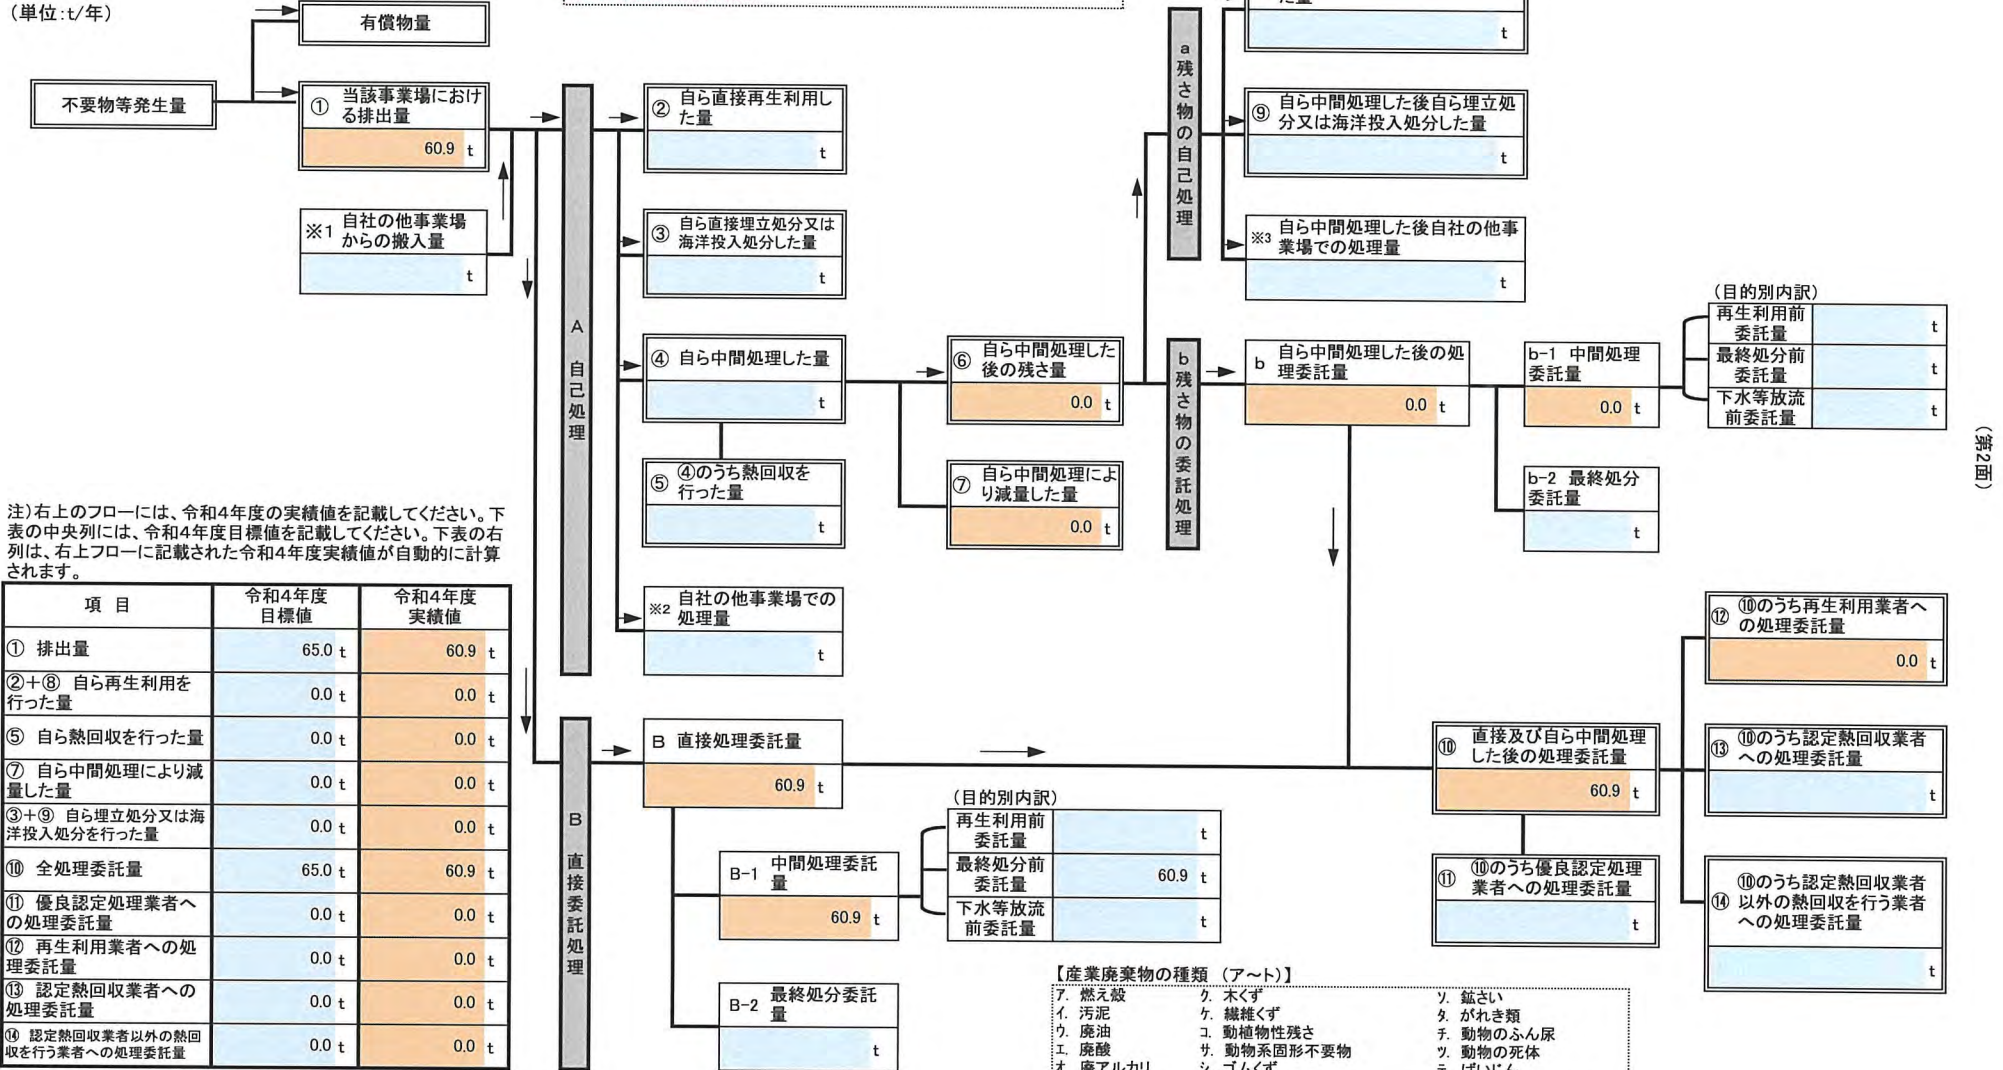 (単位:t/年)
有償物量
不要物等発生量
① 当該事業場におけ
る排出量
60.9 t
※1 自社の他事業場
からの搬入量
t
A 自己処理
② 自ら直接再生利用し
た量
t
③ 自ら直接埋立処分又は
海洋投入処分した量
t
④ 自ら中間処理した量
t
⑤ ④のうち熱回収を
行った量
t
※2 自社の他事業場での
処理量
t
⑥ 自ら中間処理した
後の残さ量
0.0 t
⑦ 自ら中間処理によ
り減量した量
0.0 t
a 残さ物の自己処理
t
⑨ 自ら中間処理した後自ら埋立処
分又は海洋投入処分した量
t
※3 自ら中間処理した後自社の他事
業場での処理量
t
b 残さ物の委託処理
b 自ら中間処理した後の処
理委託量
0.0 t
b-1 中間処理
委託量
0.0 t
(目的別内訳)
再生利用前
委託量
t
最終処分前
委託量
t
下水等放流
前委託量
t
b-2 最終処分
委託量
t
(第2面)
注)右上のフローには、令和4年度の実績値を記載してください。下
表の中央列には、令和4年度目標値を記載してください。下表の右
列は、右上フローに記載された令和4年度実績値が自動的に計算
されます。
項 目 令和4年度 目標値 令和4年度 実績値
① 排出量 65.0 t 60.9 t
②+⑧ 自ら再生利用を
行った量 0.0 t 0.0 t
⑤ 自ら熱回収を行った量 0.0 t 0.0 t
⑦ 自ら中間処理により減
量した量 0.0 t 0.0 t
③+⑨ 自ら埋立処分又は海
洋投入処分を行った量 0.0 t 0.0 t
⑩ 全処理委託量 65.0 t 60.9 t
⑪ 優良認定処理業者へ
の処理委託量 0.0 t 0.0 t
⑫ 再生利用業者への処
理委託量 0.0 t 0.0 t
⑬ 認定熱回収業者への
処理委託量 0.0 t 0.0 t
⑭ 認定熱回収業者以外の熱回
収を行う業者への処理委託量 0.0 t 0.0 t
B 直接委託処理
B 直接処理委託量
60.9 t
B-1 中間処理委託
量
60.9 t
(目的別内訳)
再生利用前
委託量
t
最終処分前
委託量
60.9 t
下水等放流
前委託量
t
B-2 最終処分委託
量
t
⑩ 直接及び自ら中間処理
した後の処理委託量
60.9 t
⑪ ⑩のうち優良認定処理
業者への処理委託量
t
⑫ ⑩のうち再生利用業者へ
の処理委託量
0.0 t
⑬ ⑩のうち認定熱回収業者
への処理委託量
t
⑭ ⑩のうち認定熱回収業者
以外の熱回収を行う業者
への処理委託量
t
【産業廃棄物の種類 (ア~ト)】
ア. 燃え殻 ク. 木くず ソ. 鉱さい
イ. 汚泥 ケ. 繊維くず タ. がれき類
ウ. 廃油 コ. 動植物性残さ チ. 動物のふん尿
エ. 廃酸 サ. 動物系固形不要物 ツ. 動物の死体
オ. 廃アルカリ シ. ゴムくず テ. ばいじん